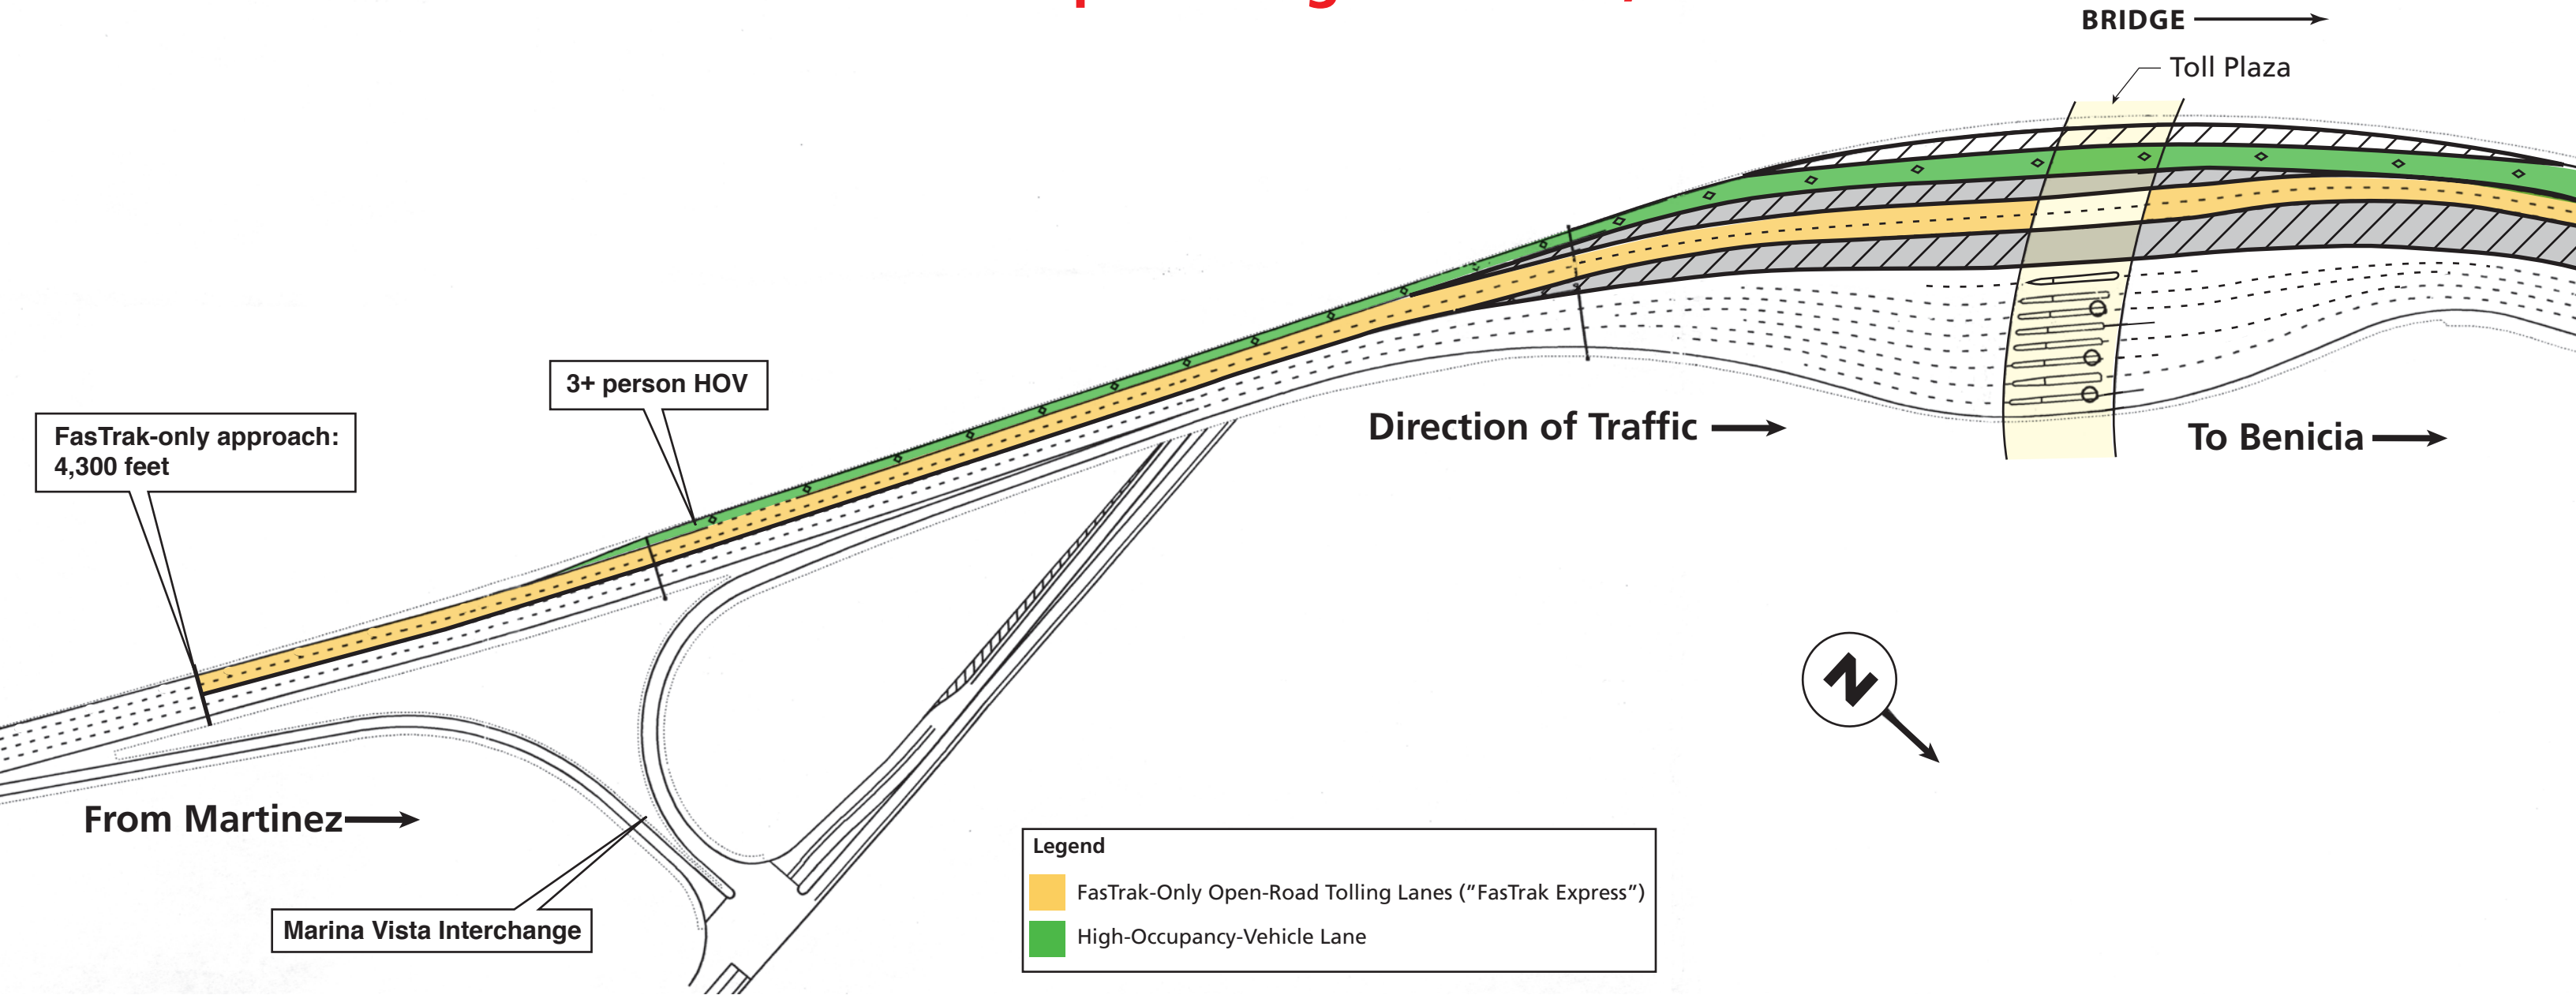 BRIDGE
Toll Plaza
3+ person HOV
FasTrak-only approach:
4,300 feet
Direction of Traffic
To Benicia
N
From Martinez
Marina Vista Interchange
Legend
FasTrak-Only Open-Road Tolling Lanes (”FasTrak Express”)
High-Occupancy-Vehicle Lane